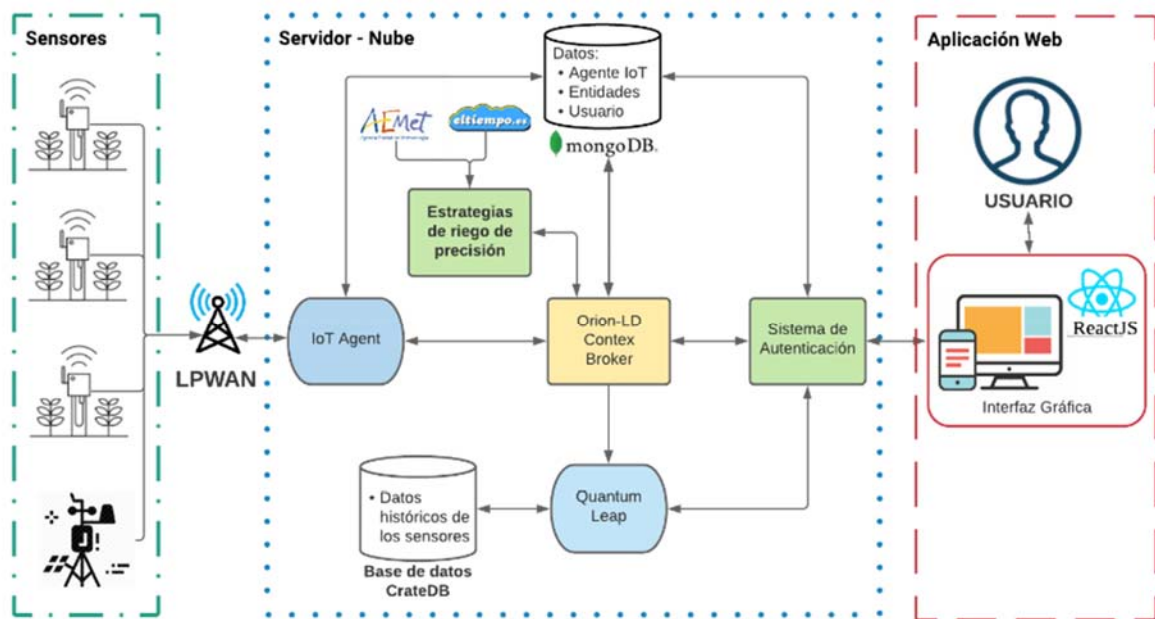 Sensores
LPWAN
Servidor - Nube
Datos:
• Agente IoT
• Entidades
• Usuario
mongoDB.
AEMet
eltiempo.es
Estrategias
de riego de
precisión
IoT Agent
Orion-LD
Contex
Broker
Sistema de
Autenticación
Quantum
Leap
• Datos
históricos de
los sensores
Base de datos
CrateDB
Aplicación Web
USUARIO
ReactJS
Interfaz Gráfica